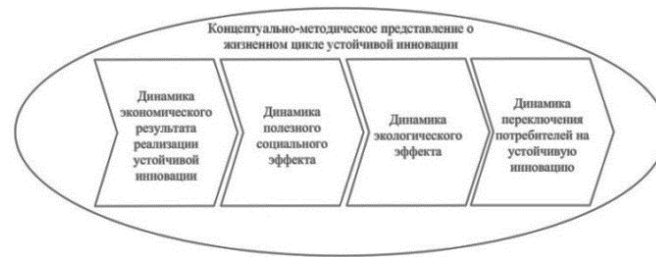 Концептуально-методическое представление о
жизненном цикле устойчивой инновации
Динамика
экономического
результата
реализации
устойчивой
инновации
Динамика
полезного
социального
эффекта
Динамика
экологического
эффекта
Динамика
переключения
потребителей на
устойчивую
инновацию